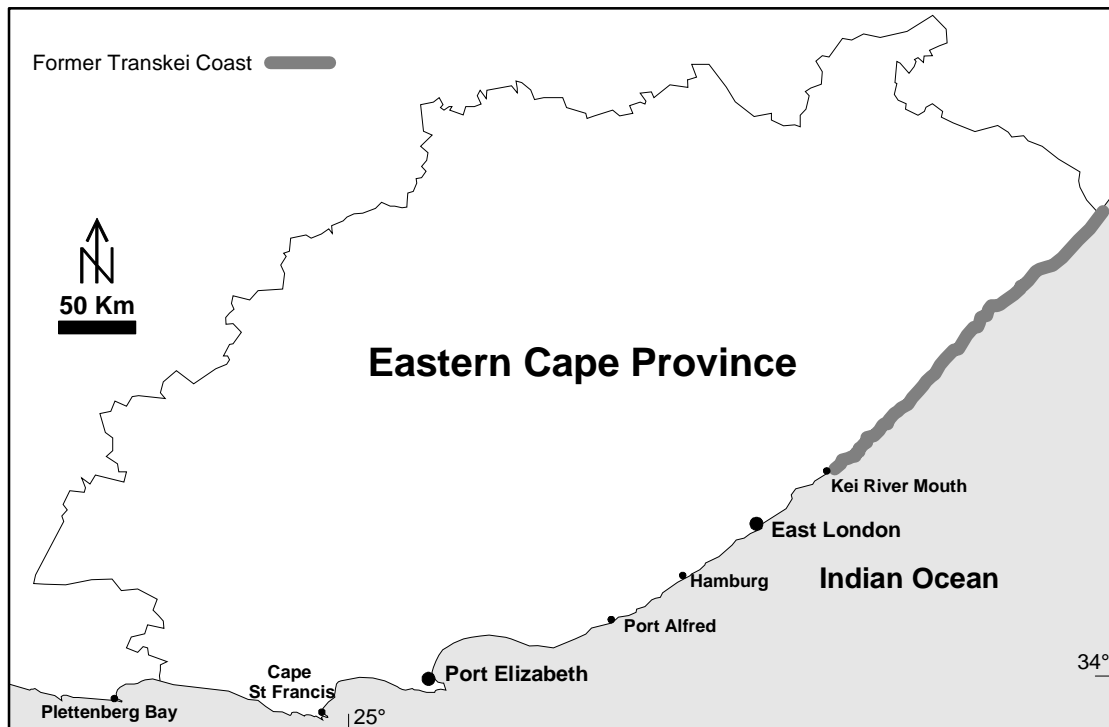 Former Transkei Coast
N
50 Km
Eastern Cape Province
Kei River Mouth
East London
Indian Ocean
Hamburg
Port Alfred
34°
Port Elizabeth
Cape
St Francis
25°
Plettenberg Bay